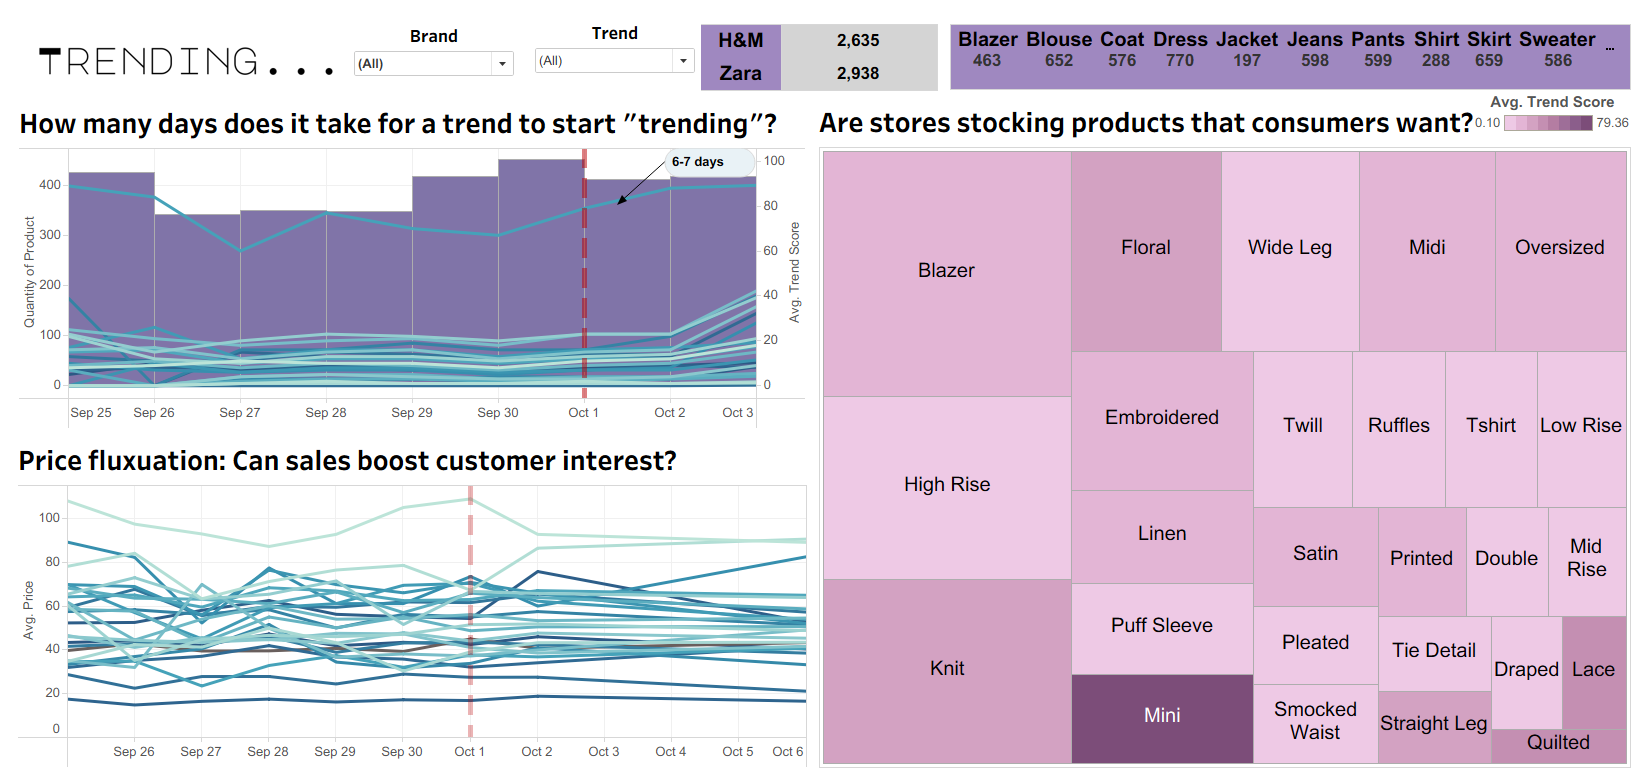 TRENDING...
Brand
(All)
Trend
(All)
H&M 2,635
Zara 2,938
Blazer Blouse Coat Dress Jacket Jeans Pants Shirt Skirt Sweater ...
463 652 576 770 197 598 599 288 659 586
How many days does it take for a trend to start "trending"?
Quantity of Product
400
300
200
100
0
6-7 days
100
80
60
40
20
0
Avg. Trend Score
Sep 25 Sep 26 Sep 27 Sep 28 Sep 29 Sep 30 Oct 1 Oct 2 Oct 3
Price fluxuation: Can sales boost customer interest?
Avg. Price
100
80
60
40
20
0
Sep 26 Sep 27 Sep 28 Sep 29 Sep 30 Oct 1 Oct 2 Oct 3 Oct 4 Oct 5 Oct 6
Are stores stocking products that consumers want?
Avg. Trend Score
0.10 79.36
Blazer
High Rise
Knit
Floral
Wide Leg
Midi
Oversized
Embroidered
Linen
Puff Sleeve
Mini
Twill
Ruffles
Tshirt
Low Rise
Satin
Pleated
Smocked
Waist
Printed
Double
Mid
Rise
Tie Detail
Straight Leg
Draped
Lace
Quilted